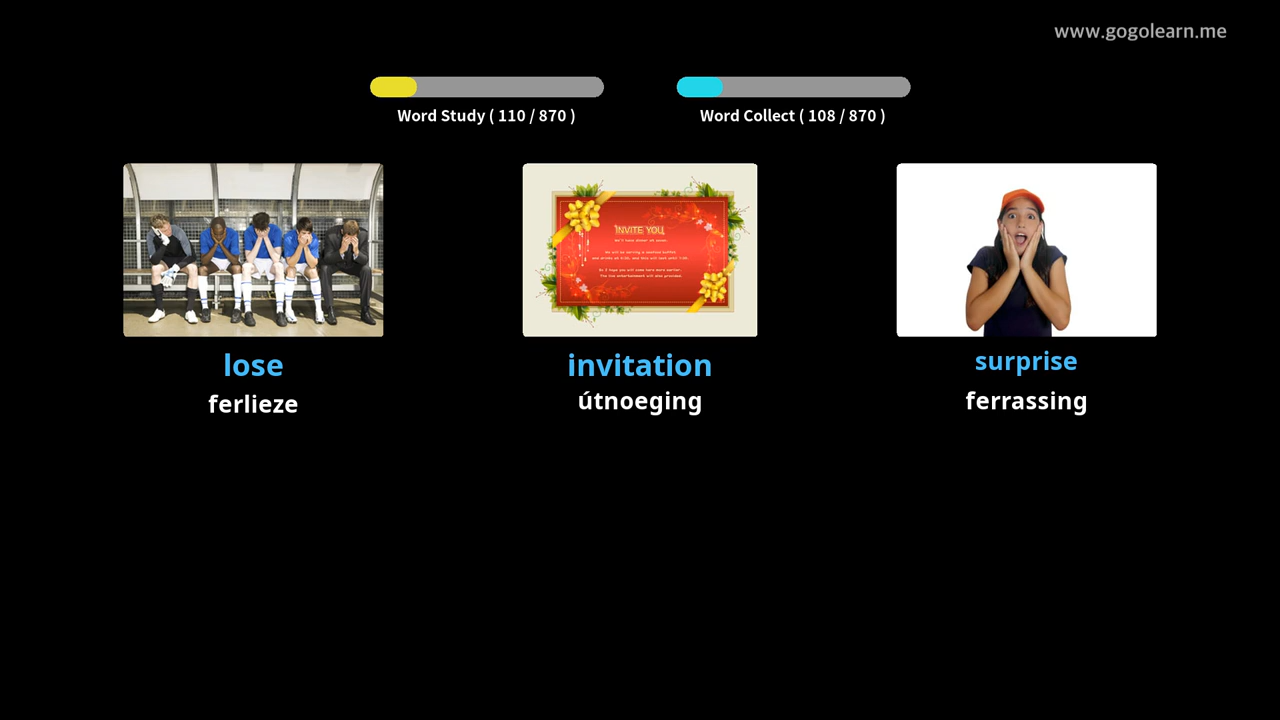 www.gogolearn.me
Word Study ( 110 / 870 )
Word Collect ( 108 / 870 )
INVITE YOU
lose
invitation
surprise
ferlieze
útnoeging
ferrassing